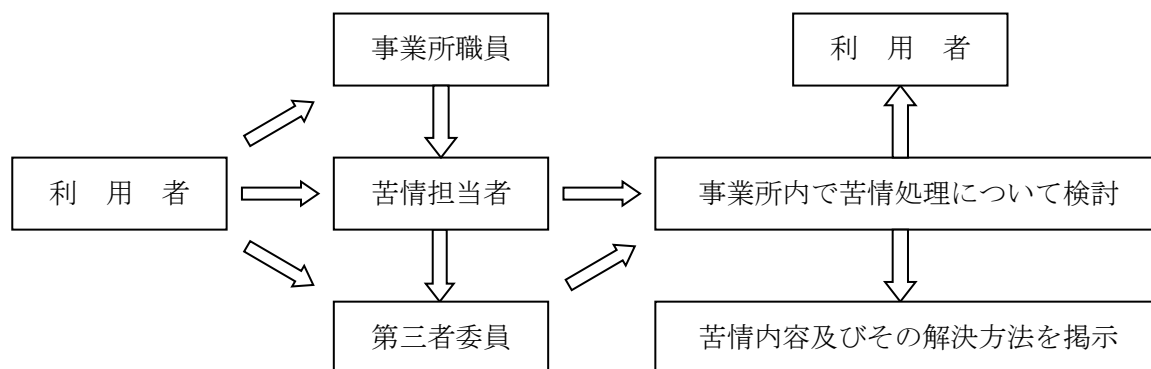 事業所職員
利　用　者
利　用　者
苦情担当者
事業所内で苦情処理について検討
第三者委員
苦情内容及びその解決方法を掲示